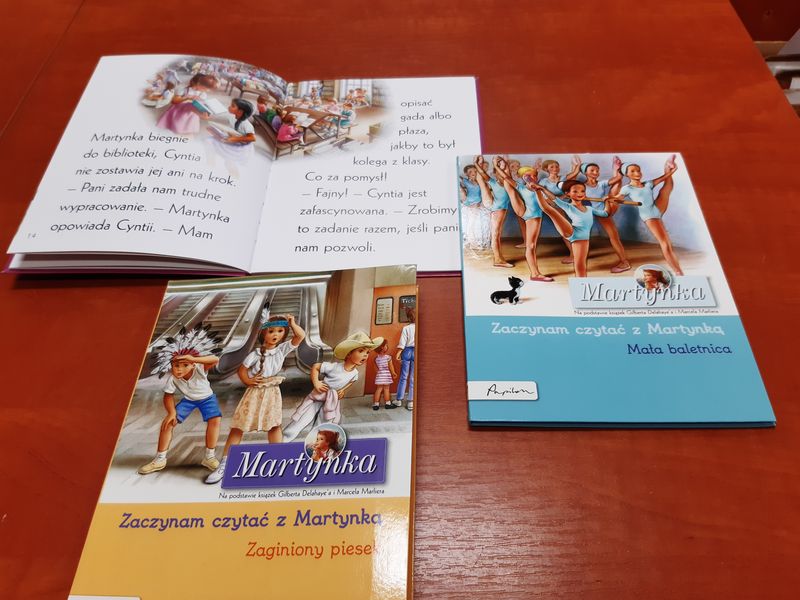 Martynka biegnie
do biblioteki, Cyntia
nie zostawia jej ani na krok.
– Pani zadała nam trudne
wypracowanie. – Martynka
opowiada Cyntii. – Mam
14
opisać
gada albo
płaza,
jakby to był
kolega z klasy.
Co za pomysł!
– Fajny! – Cyntia jest
zafascynowana. – Zrobimy
to zadanie razem, jeśli pani
nam pozwoli.
Martynka
Na podstawie książek Gilberta Delahaye'a i Marcela Marliera
Zaczynam czytać z Martynką
Mała baletnica
Papilon
Martynka
Na podstawie książek Gilberta Delahaye'a i Marcela Marliera
Zaczynam czytać z Martynką
Zaginiony piesek